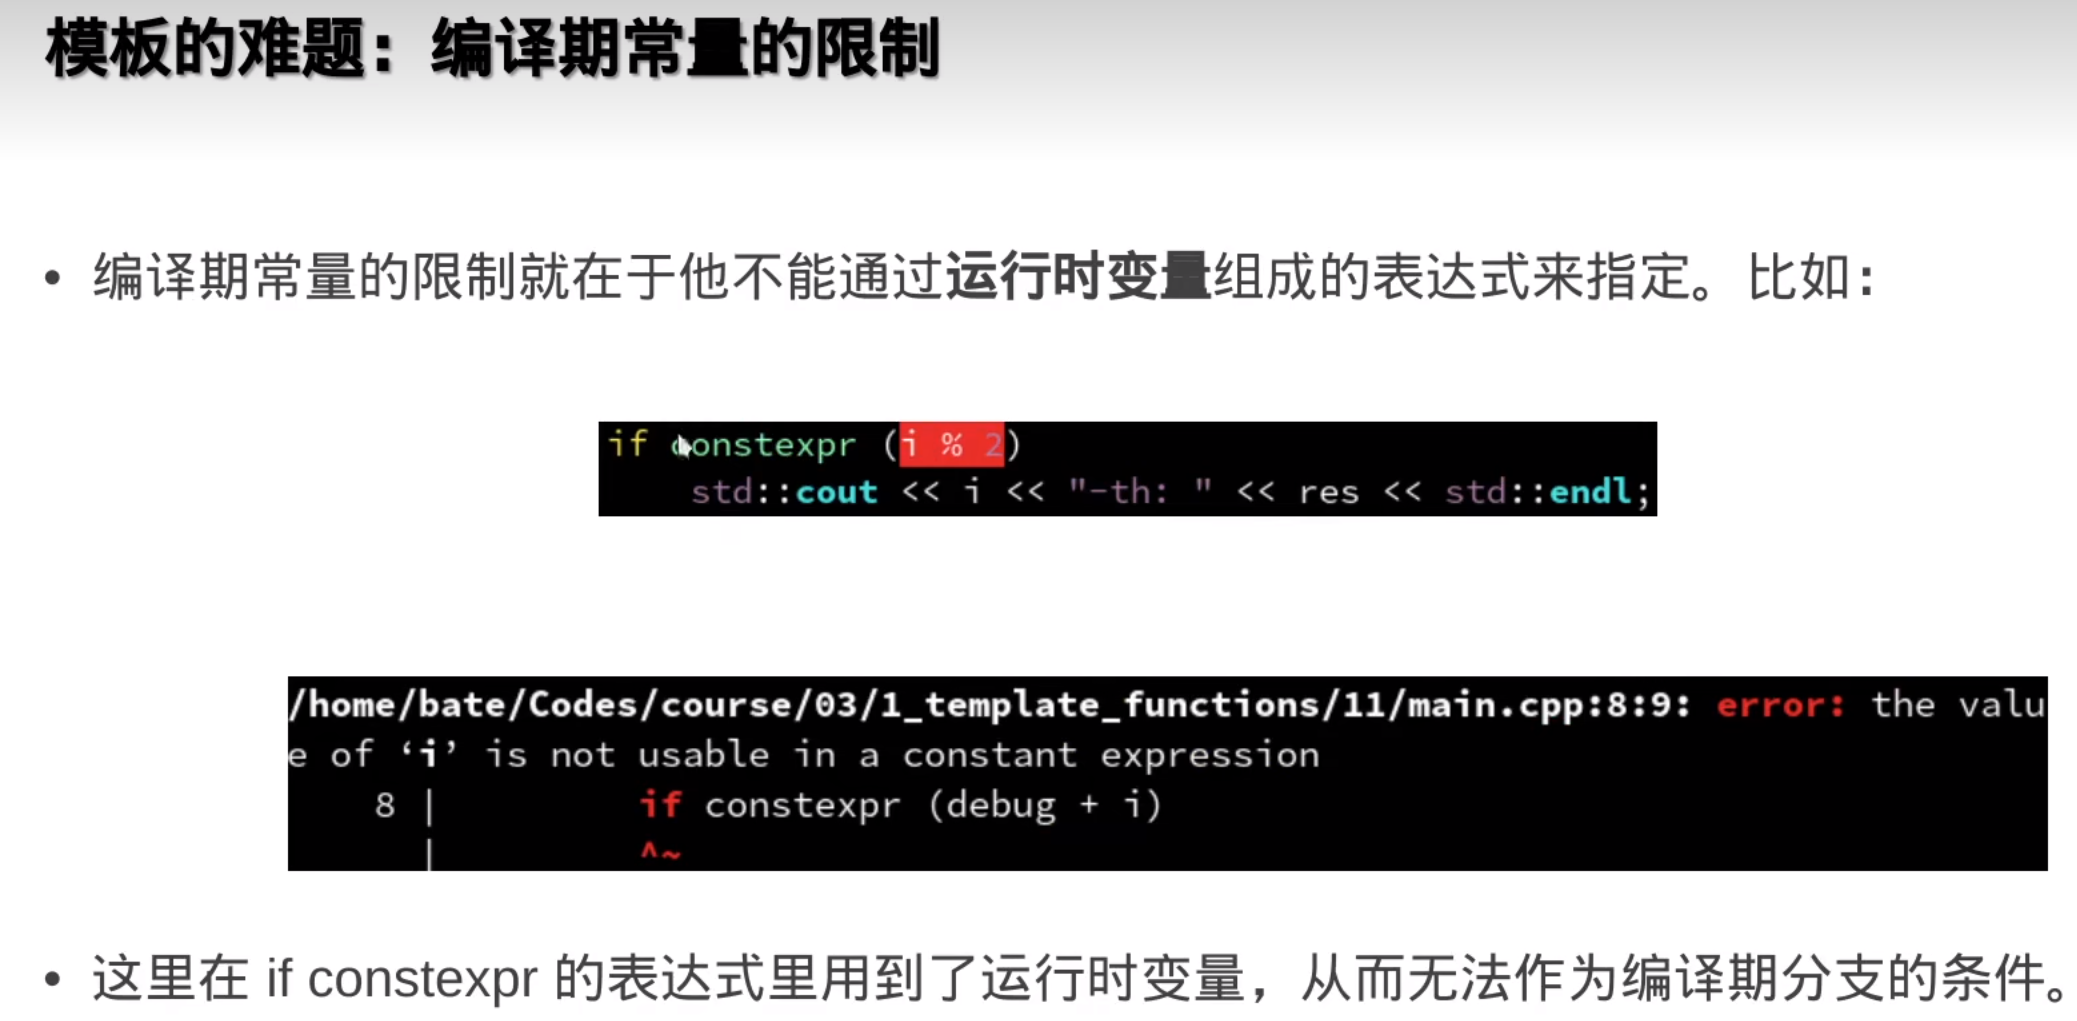 模板的难题：编译期常量的限制
• 编译期常量的限制就在于他不能通过运行时变量组成的表达式来指定。比如：
if constexpr (i % 2)
std::cout << i << "-th: " << res << std::endl;
/home/bate/Codes/course/03/1_template_functions/11/main.cpp:8:9: error: the valu
e of ‘i’ is not usable in a constant expression
8 | if constexpr (debug + i)
| ^~
• 这里在 if constexpr 的表达式里用到了运行时变量，从而无法作为编译期分支的条件。